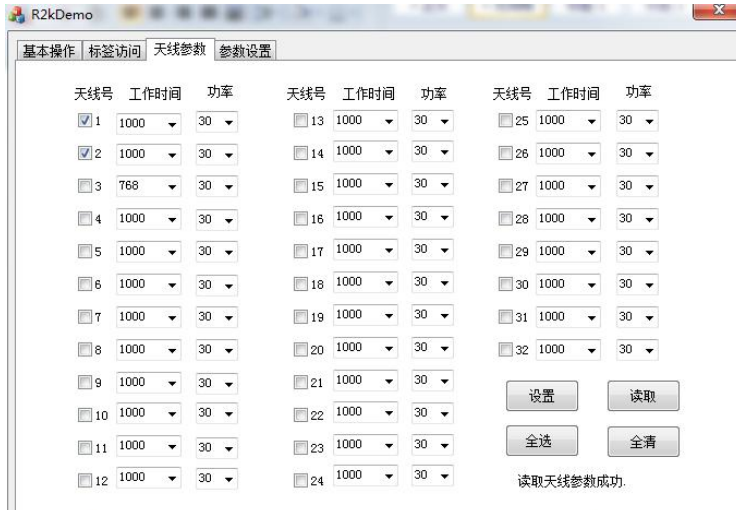 R2kDemo
基本操作 标签访问 天线参数 参数设置
天线号 工作时间 功率 天线号 工作时间 功率 天线号 工作时间 功率
1 1000 30 13 1000 30 25 1000 30
2 1000 30 14 1000 30 26 1000 30
3 768 30 15 1000 30 27 1000 30
4 1000 30 16 1000 30 28 1000 30
5 1000 30 17 1000 30 29 1000 30
6 1000 30 18 1000 30 30 1000 30
7 1000 30 19 1000 30 31 1000 30
8 1000 30 20 1000 30 32 1000 30
9 1000 30 21 1000 30 设置 读取
10 1000 30 22 1000 30
11 1000 30 23 1000 30 全选 全清
12 1000 30 24 1000 30 读取天线参数成功.